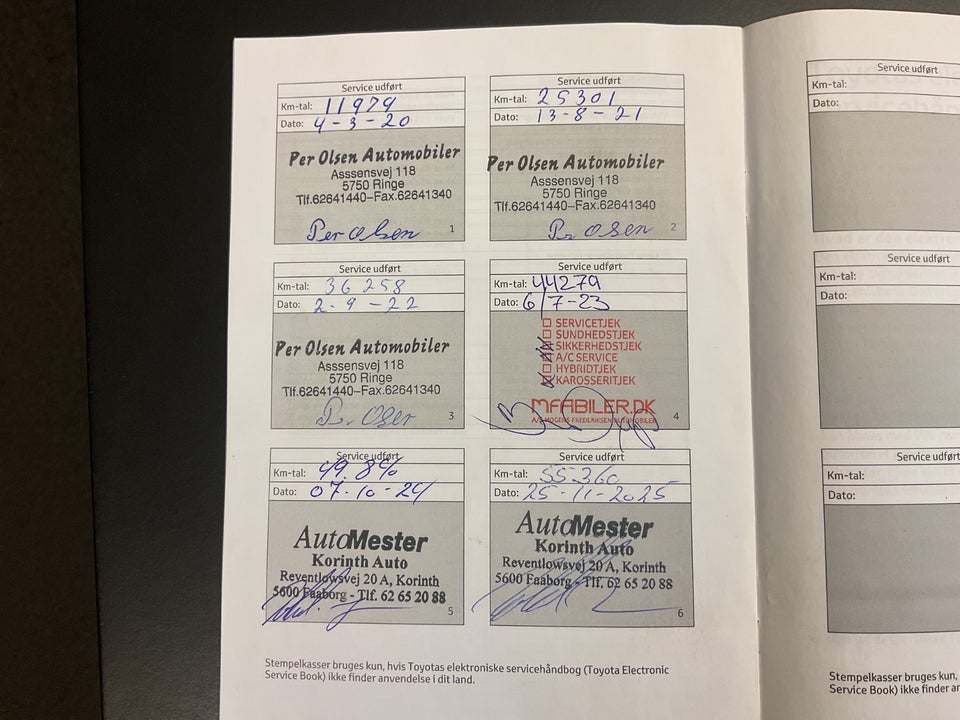 Service udført
Km-tal: 11979
Dato: 4-3-20
Per Olsen Automobiler
Asssensvej 118
5750 Ringe
Tlf.62641440–Fax.62641340
Per Olsen
1
Service udført
Km-tal: 25301
Dato: 13-8-21
Per Olsen Automobiler
Asssensvej 118
5750 Ringe
Tlf.62641440–Fax.62641340
Per Olsen
2
Service udført
Km-tal: 36258
Dato: 2-9-22
Per Olsen Automobiler
Asssensvej 118
5750 Ringe
Tlf.62641440–Fax.62641340
3
Service udført
Km-tal: 44279
Dato: 6/7-23
SERVICETJEK
SUNDHEDSTJEK
SIKKERHEDSTJEK
A/C SERVICE
HYBRIDTJEK
KAROSSERITJEK
MFABILER.DK
A/S MOGENS FREDERIKSEN AUTOMOBILER
4
Service udført
Km-tal:
Dato: 07-10-24
AutoMester
Korinth Auto
Reventlowsvej 20 A, Korinth
5600 Faaborg - Tlf. 62 65 20 88
5
Service udført
Km-tal: 55.360
Dato: 25-11-2025
AutoMester
Korinth Auto
Reventlowsvej 20 A, Korinth
5600 Faaborg - Tlf. 62 65 20 88
6
Stempelkasser bruges kun, hvis Toyotas elektroniske servicehåndbog (Toyota Electronic
Service Book) ikke finder anvendelse i dit land.
Service udført
Km-tal:
Dato:
Service udført
Km-tal:
Dato:
Service udført
Km-tal:
Dato:
Stempelkasser bruges kun,
Service Book) ikke finder